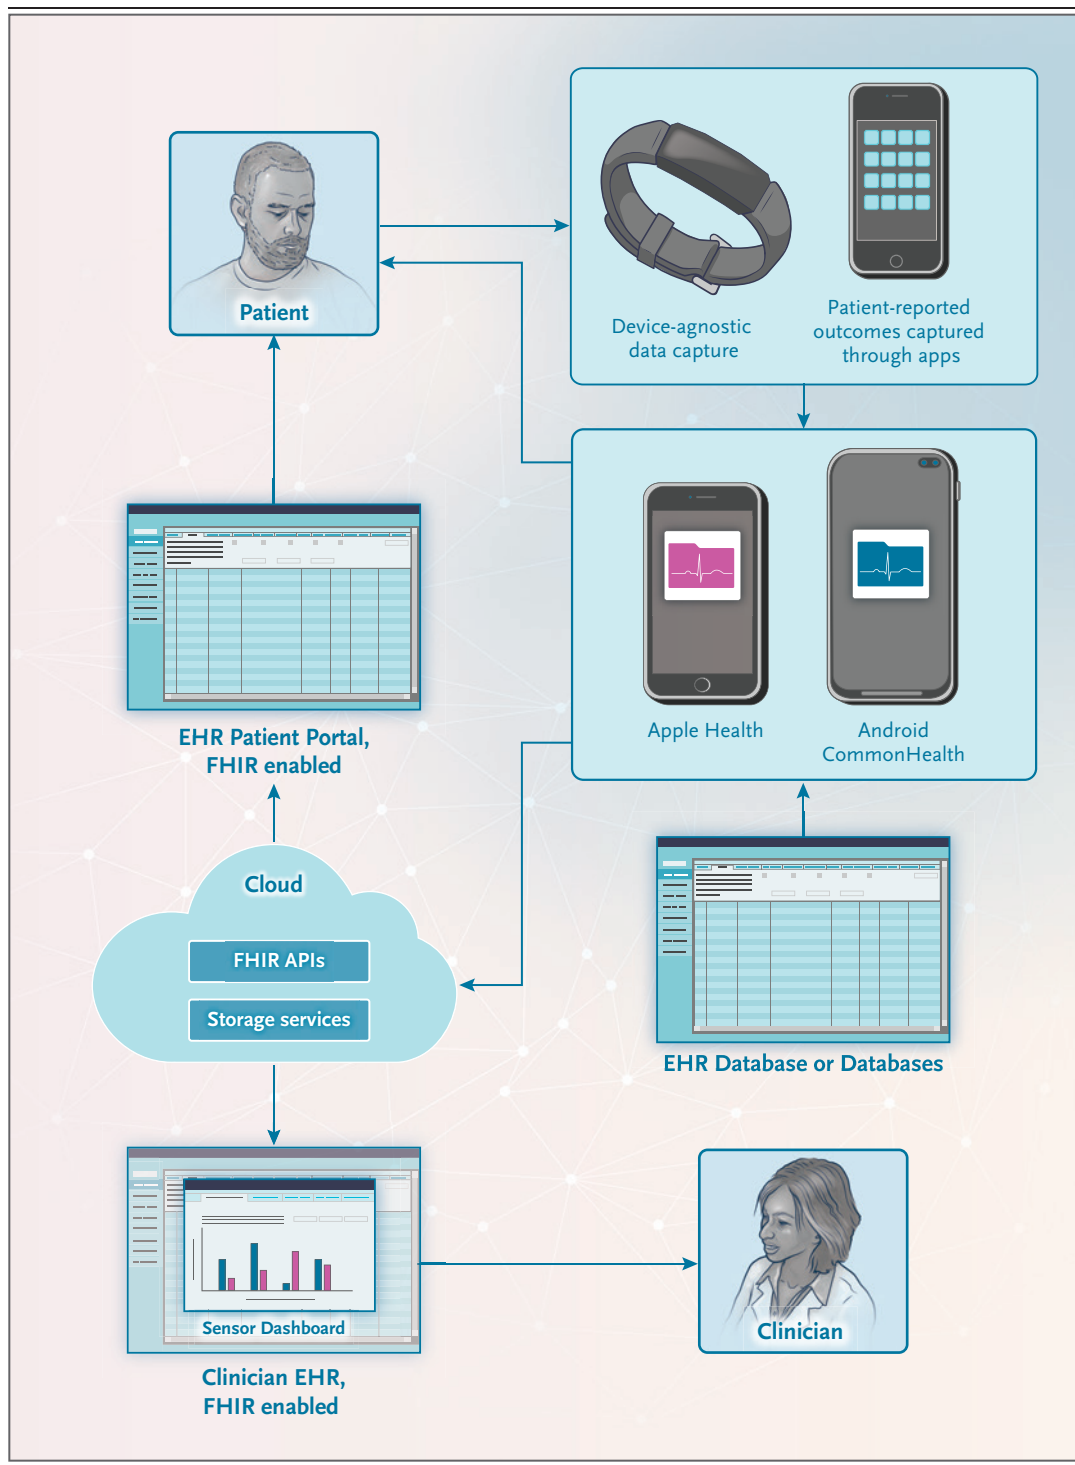 Patient
Device-agnostic
data capture
Patient-reported
outcomes captured
through apps
Apple Health
Android
CommonHealth
EHR Patient Portal,
FHIR enabled
Cloud
FHIR APIs
Storage services
EHR Database or Databases
Sensor Dashboard
Clinician EHR,
FHIR enabled
Clinician